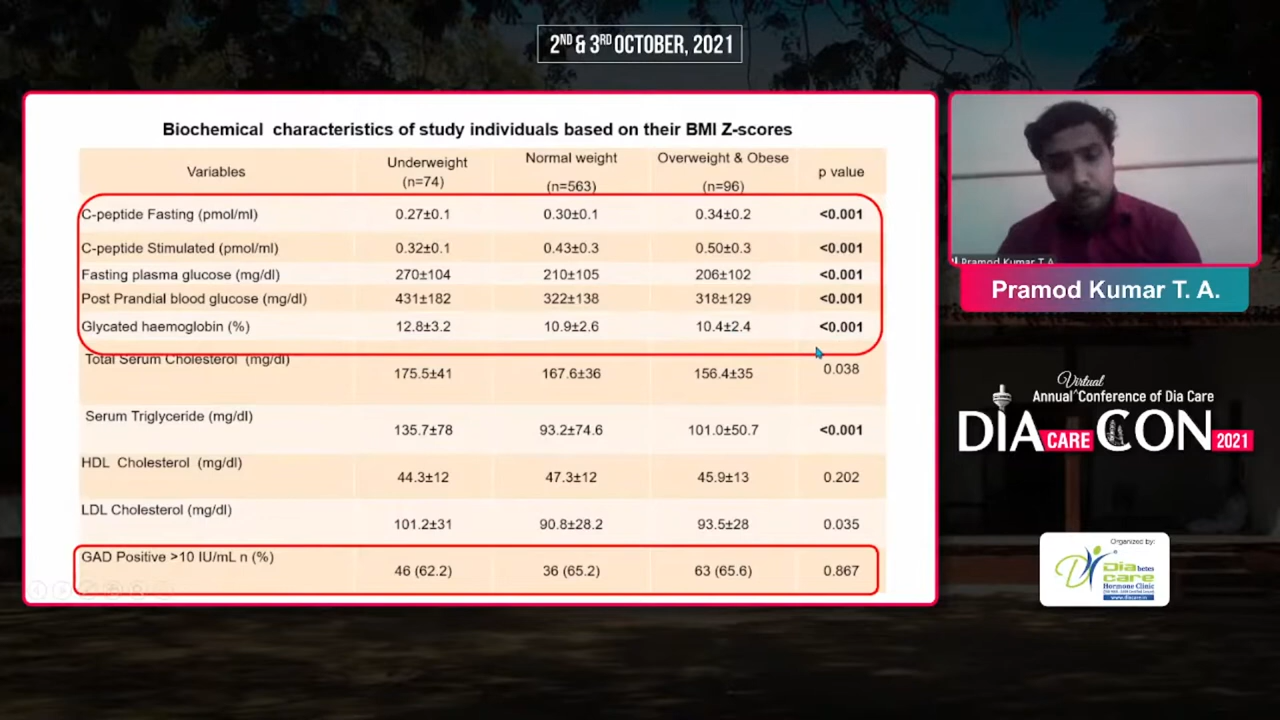 2ND & 3RD OCTOBER, 2021
Biochemical characteristics of study individuals based on their BMI Z-scores
Variables Underweight (n=74) Normal weight (n=563) Overweight & Obese (n=96) p value
C-peptide Fasting (pmol/ml) 0.27±0.1 0.30±0.1 0.34±0.2 <0.001
C-peptide Stimulated (pmol/ml) 0.32±0.1 0.43±0.3 0.50±0.3 <0.001
Fasting plasma glucose (mg/dl) 270±104 210±105 206±102 <0.001
Post Prandial blood glucose (mg/dl) 431±182 322±138 318±129 <0.001
Glycated haemoglobin (%) 12.8±3.2 10.9±2.6 10.4±2.4 <0.001
Total Serum Cholesterol (mg/dl) 175.5±41 167.6±36 156.4±35 0.038
Serum Triglyceride (mg/dl) 135.7±78 93.2±74.6 101.0±50.7 <0.001
HDL Cholesterol (mg/dl) 44.3±12 47.3±12 45.9±13 0.202
LDL Cholesterol (mg/dl) 101.2±31 90.8±28.2 93.5±28 0.035
GAD Positive >10 IU/mL n (%) 46 (62.2) 36 (65.2) 63 (65.6) 0.867
Pramod Kumar T A
Pramod Kumar T. A.
Virtual
Annual^Conference of Dia Care
DIA CARE CON 2021
Organized by:
Diabetes
care
Hormone Clinic
www.diacare.in